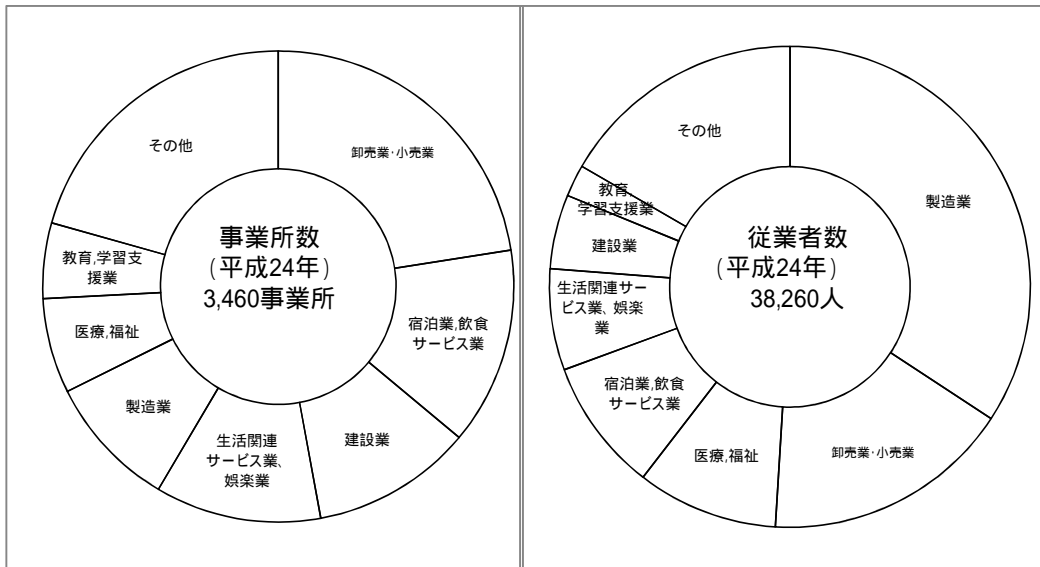 その他
卸売業・小売業
事業所数
(平成24年)
3,460事業所
教育,学習支
援業
宿泊業,飲食
サービス業
医療,福祉
製造業
生活関連
サービス業、
娯楽業
建設業
その他
製造業
教育,
学習支援業
建設業
従業者数
(平成24年)
38,260人
生活関連サー
ビス業、娯楽
業
宿泊業,飲食
サービス業
医療,福祉
卸売業・小売業